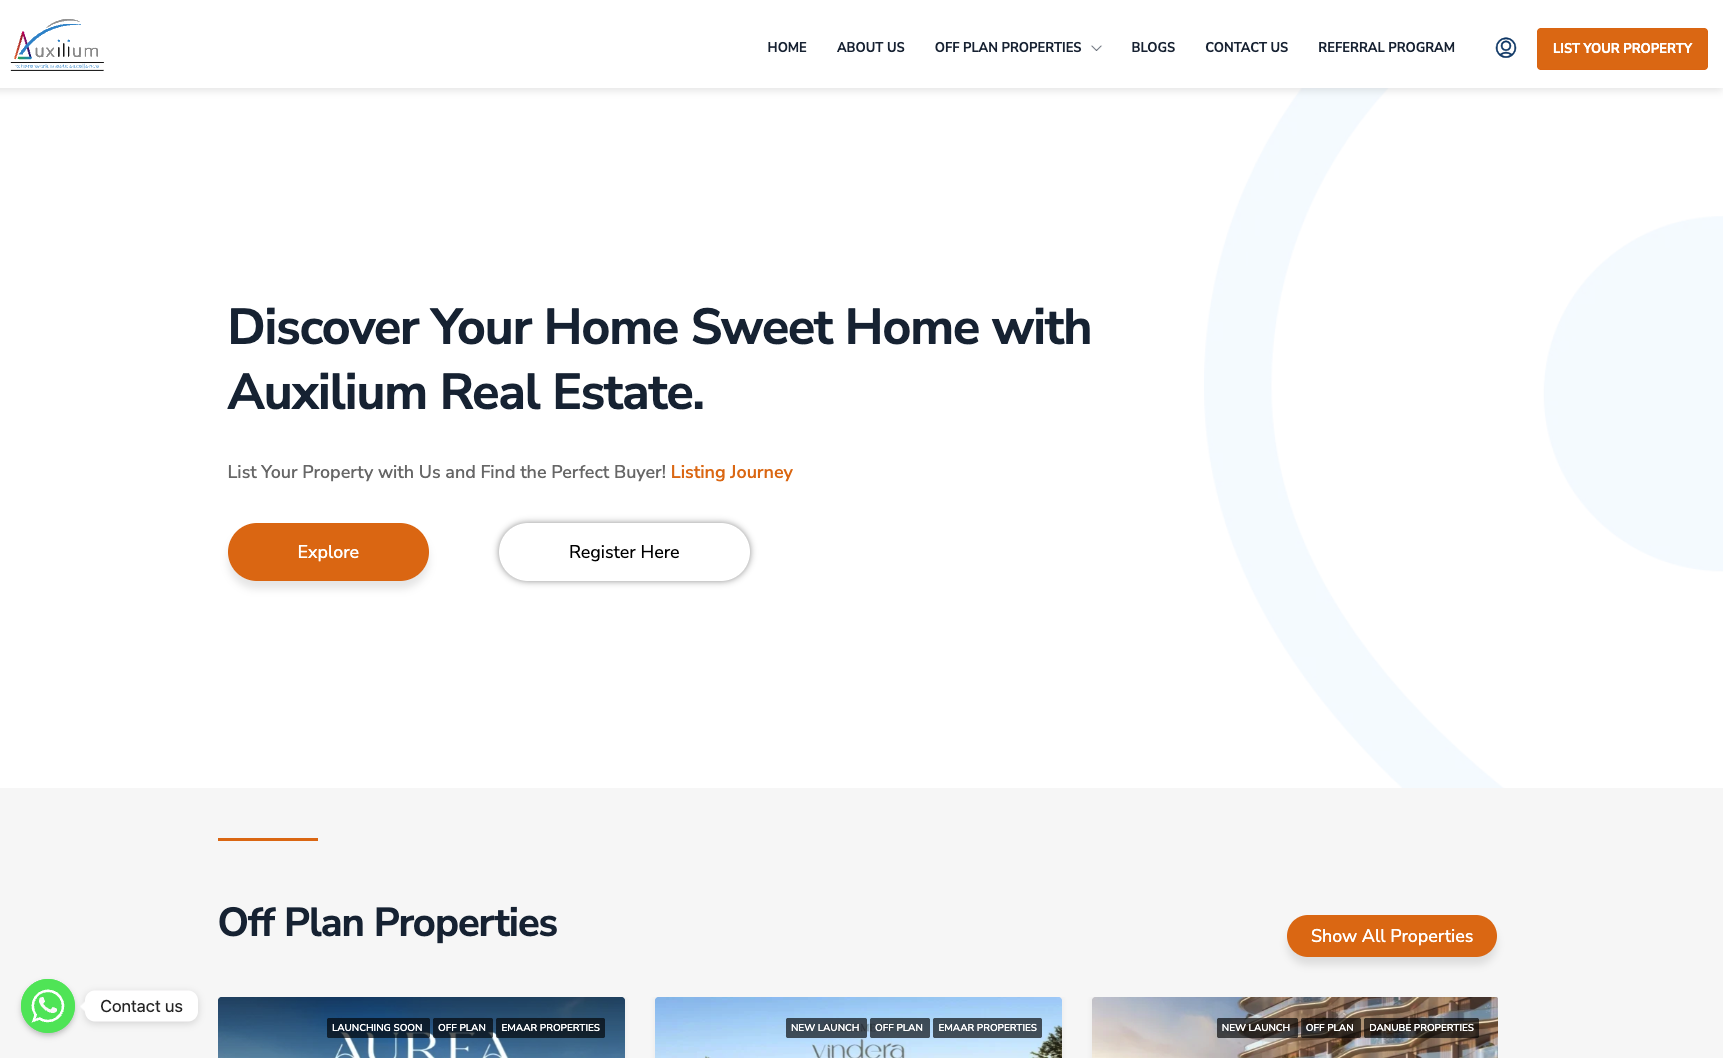 Auxilium
HOME
ABOUT US
OFF PLAN PROPERTIES
BLOGS
CONTACT US
REFERRAL PROGRAM
LIST YOUR PROPERTY
Discover Your Home Sweet Home with
Auxilium Real Estate.
List Your Property with Us and Find the Perfect Buyer! Listing Journey
Explore
Register Here
Off Plan Properties
Show All Properties
Contact us
LAUNCHING SOON
OFF PLAN
EMAAR PROPERTIES
AUREA
NEW LAUNCH
OFF PLAN
EMAAR PROPERTIES
vindera
NEW LAUNCH
OFF PLAN
DANUBE PROPERTIES